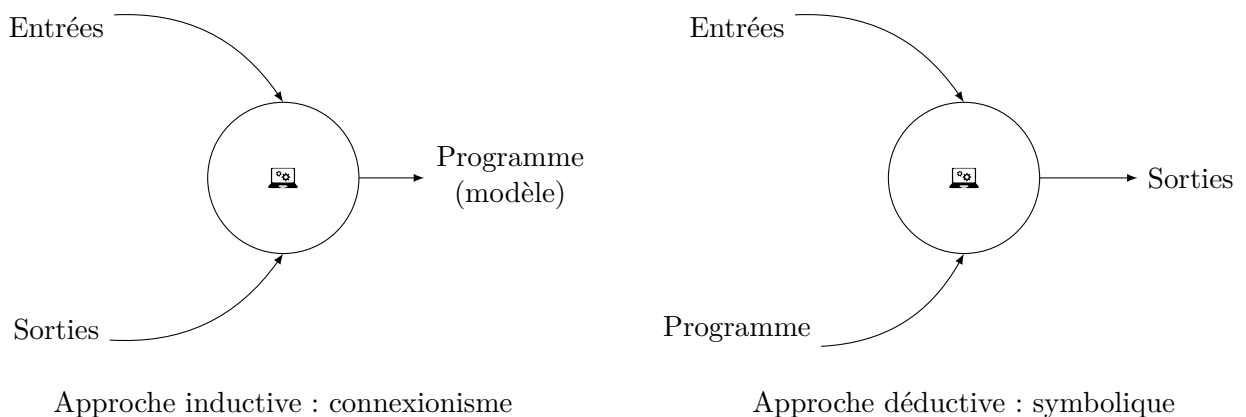 Entrées
Programme
(modèle)
Sorties
Approche inductive : connexionisme
Entrées
Sorties
Programme
Approche déductive : symbolique